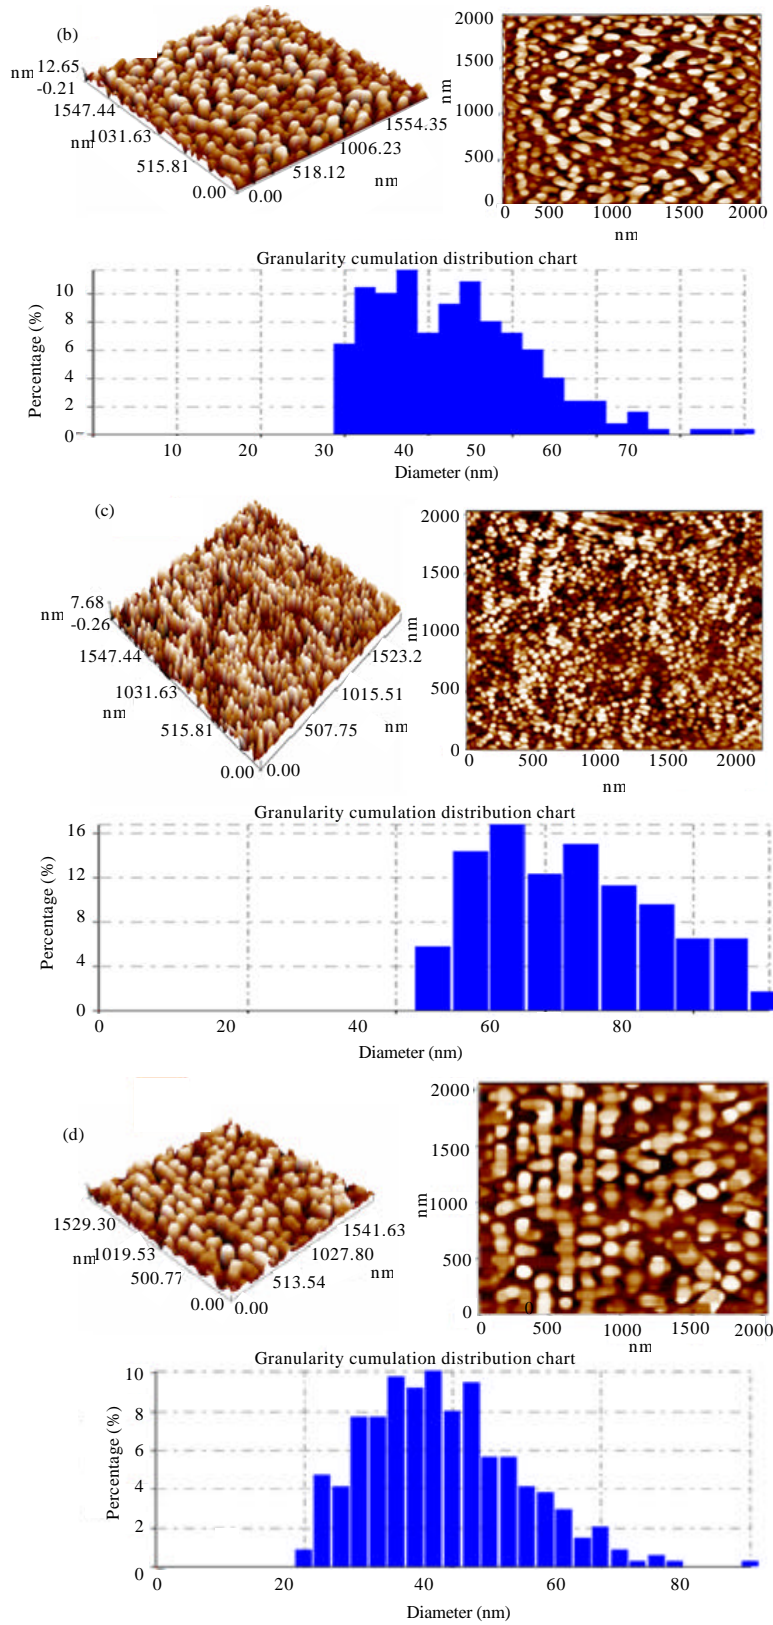 (b)
nm 12.65
-0.21
1547.44
nm 1031.63
515.81
0.00
0.00
518.12
1006.23
1554.35
nm
2000
1500
nm
1000
500
0
0 500 1000 1500 2000
nm
Granularity cumulation distribution chart
Percentage (%)
10
8
6
4
2
0
10 20 30 40 50 60 70
Diameter (nm)
(c)
nm 7.68
-0.26
1547.44
1031.63
nm
515.81
0.00
0.00
507.75
1015.51
1523.2
nm
2000
1500
nm
1000
500
0
0 500 1000 1500 2000
nm
Granularity cumulation distribution chart
Percentage (%)
16
12
8
4
0
0 20 40 60 80
Diameter (nm)
(d)
1529.30
nm 1019.53
500.77
0.00
0.00
513.54
1027.80
1541.63
nm
2000
1500
nm
1000
500
0
0
0 500 1000 1500 2000
nm
Granularity cumulation distribution chart
Percentage (%)
10
8
6
4
2
0
0 20 40 60 80
Diameter (nm)